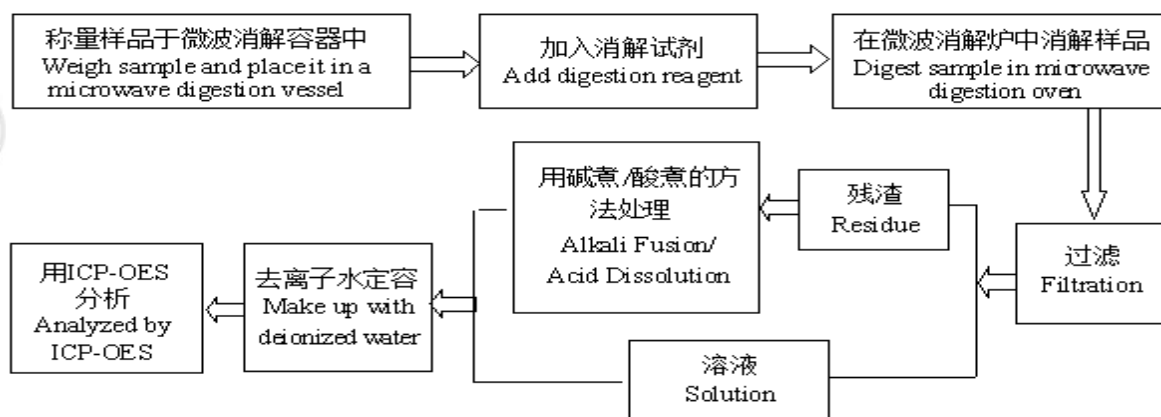 称量样品于微波消解容器中
Weigh sample and place it in a
microwave digestion vessel
加入消解试剂
Add digestion reagent
在微波消解炉中消解样品
Digest sample in microwave
digestion oven
过滤
Filtration
残渣
Residue
用碱煮/酸煮的方
法处理
Alkali Fusion/
Acid Dissolution
溶液
Solution
去离子水定容
Make up with
deionized water
用ICP-OES
分析
Analyzed by
ICP-OES